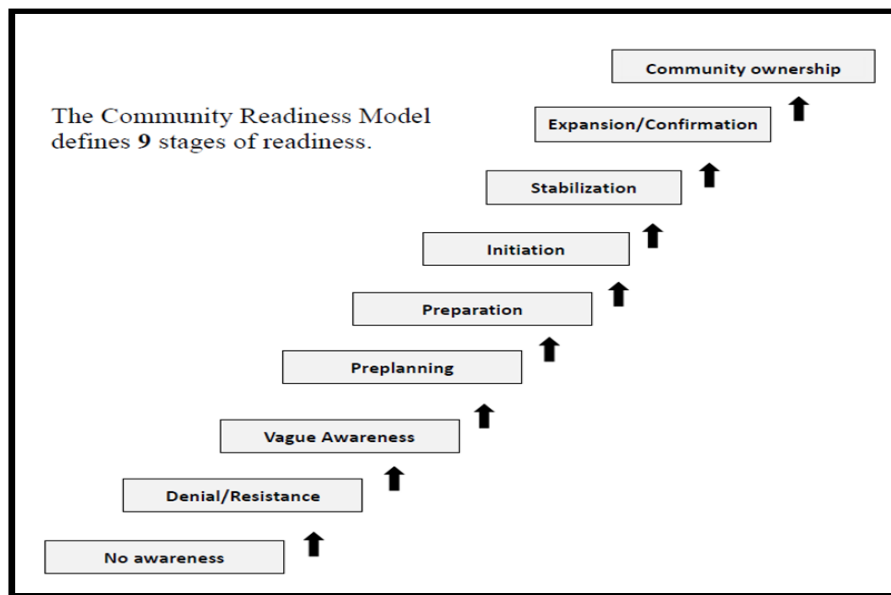 Community ownership
The Community Readiness Model
defines 9 stages of readiness.
Expansion/Confirmation
Stabilization
Initiation
Preparation
Preplanning
Vague Awareness
Denial/Resistance
No awareness